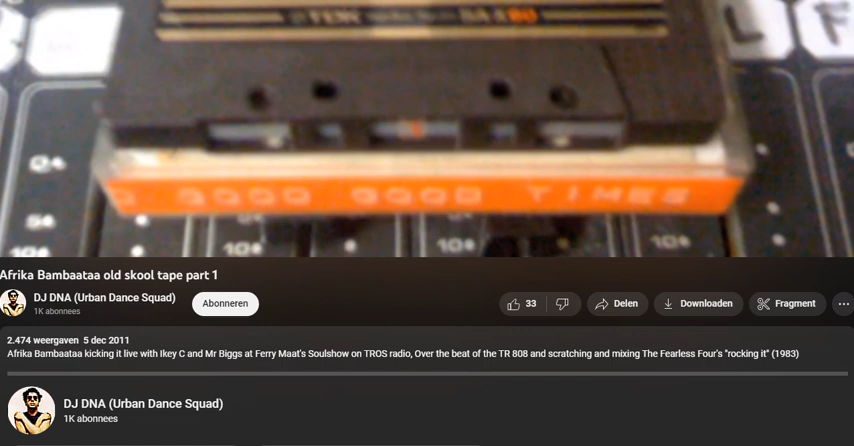 L F
GOOD GOOD TIMES
Afrika Bambaataa old skool tape part 1
DJ DNA (Urban Dance Squad)
1K abonnees
Abonneren
33
Delen
Downloaden
Fragment
2.474 weergaven 5 dec 2011
Afrika Bambaataa kicking it live with Ikey C and Mr Biggs at Ferry Maat's Soulshow on TROS radio, Over the beat of the TR 808 and scratching and mixing The Fearless Four's "rocking it" (1983)
DJ DNA (Urban Dance Squad)
1K abonnees